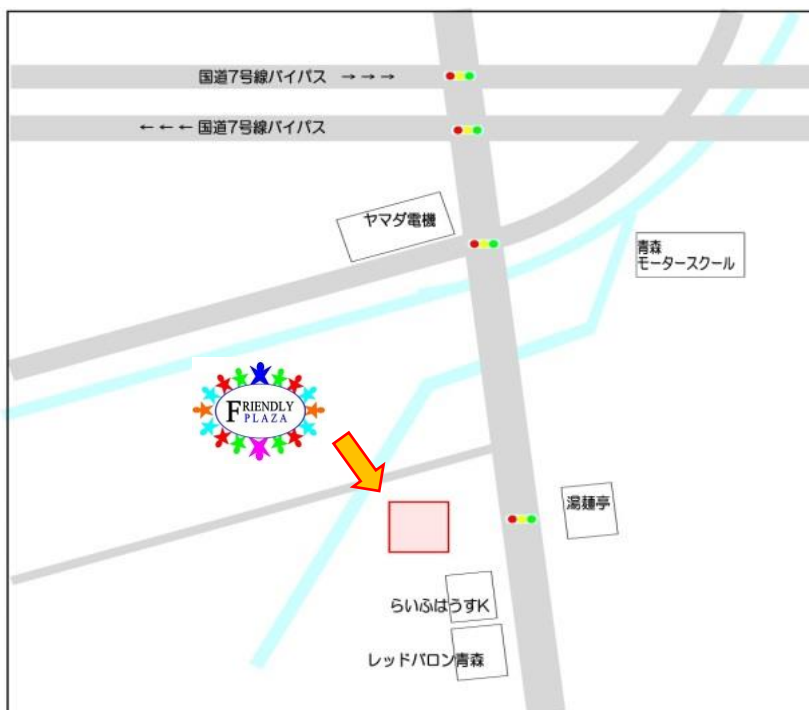 国道7号線バイパス →→→
←←← 国道7号線バイパス
ヤマダ電機
青森
モータースクール
FRIENDLY
PLAZA
湯麺亭
らいふはうすK
レッドバロン青森